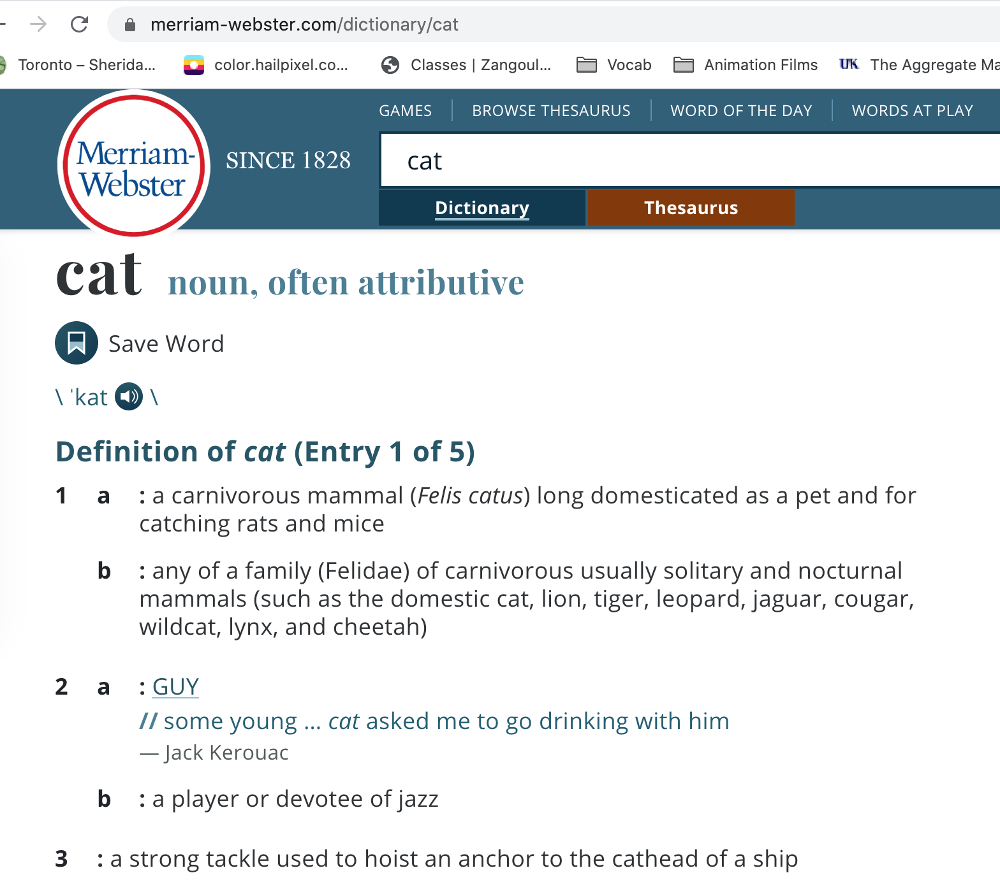 merriam-webster.com/dictionary/cat
Toronto – Sherida... color.hailpixel.co... Classes | Zangoul... Vocab Animation Films UK The Aggregate Ma
GAMES BROWSE THESAURUS WORD OF THE DAY WORDS AT PLAY
Merriam-
Webster
SINCE 1828
cat
Dictionary Thesaurus
cat noun, often attributive
Save Word
\ ˈkat \
Definition of cat (Entry 1 of 5)
1 a : a carnivorous mammal (Felis catus) long domesticated as a pet and for
catching rats and mice
b : any of a family (Felidae) of carnivorous usually solitary and nocturnal
mammals (such as the domestic cat, lion, tiger, leopard, jaguar, cougar,
wildcat, lynx, and cheetah)
2 a : GUY
// some young ... cat asked me to go drinking with him
— Jack Kerouac
b : a player or devotee of jazz
3 : a strong tackle used to hoist an anchor to the cathead of a ship